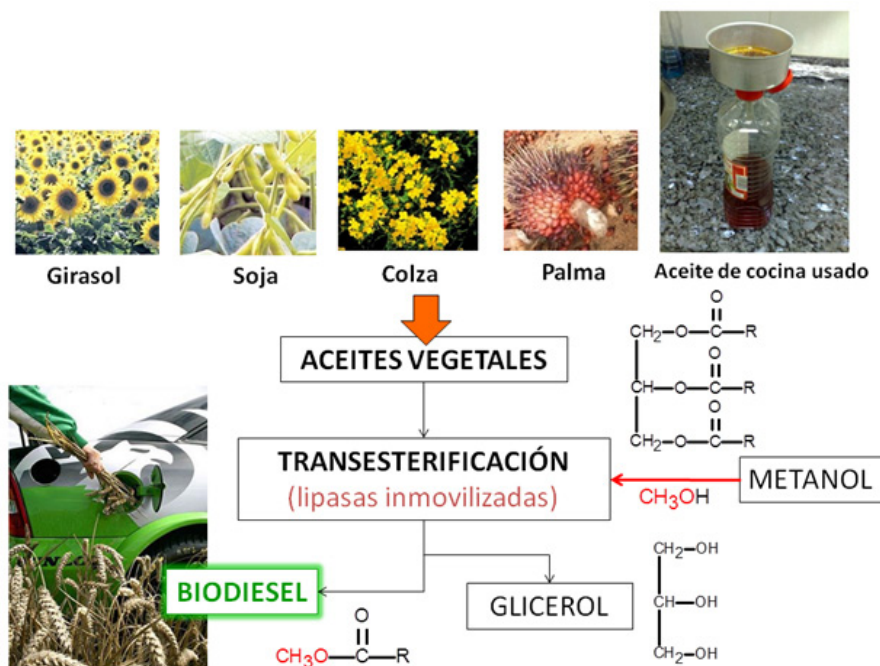 Girasol
Soja
Colza
Palma
Aceite de cocina usado
ACEITES VEGETALES
O
CH₂—O—C—R
O
CH—O—C—R
O
CH₂—O—C—R
TRANSESTERIFICACIÓN
(lipasas inmovilizadas)
METANOL
CH₃OH
BIODIESEL
GLICEROL
CH₂—OH
CH—OH
CH₂—OH
O
CH₃O—C—R